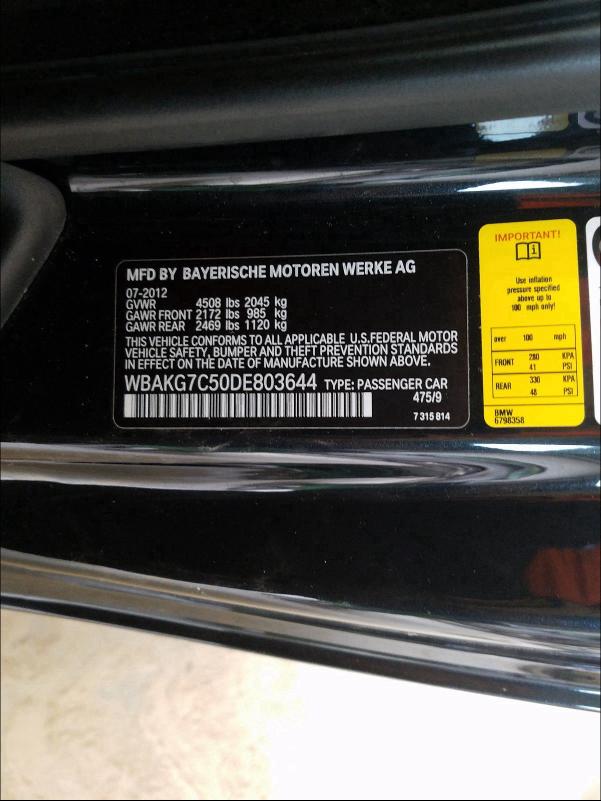 MFD BY BAYERISCHE MOTOREN WERKE AG
07-2012
GVWR 4508 lbs 2045 kg
GAWR FRONT 2172 lbs 985 kg
GAWR REAR 2469 lbs 1120 kg
THIS VEHICLE CONFORMS TO ALL APPLICABLE U.S.FEDERAL MOTOR
VEHICLE SAFETY, BUMPER AND THEFT PREVENTION STANDARDS
IN EFFECT ON THE DATE OF MANUFACTURE SHOWN ABOVE.
WBAKG7C50DE803644 TYPE: PASSENGER CAR
475/9
7 315 814
IMPORTANT!
Use inflation
pressure specified
above up to
100 mph only!
over 100 mph
FRONT 280 KPA
41 PSI
REAR 330 KPA
48 PSI
BMW
6798358